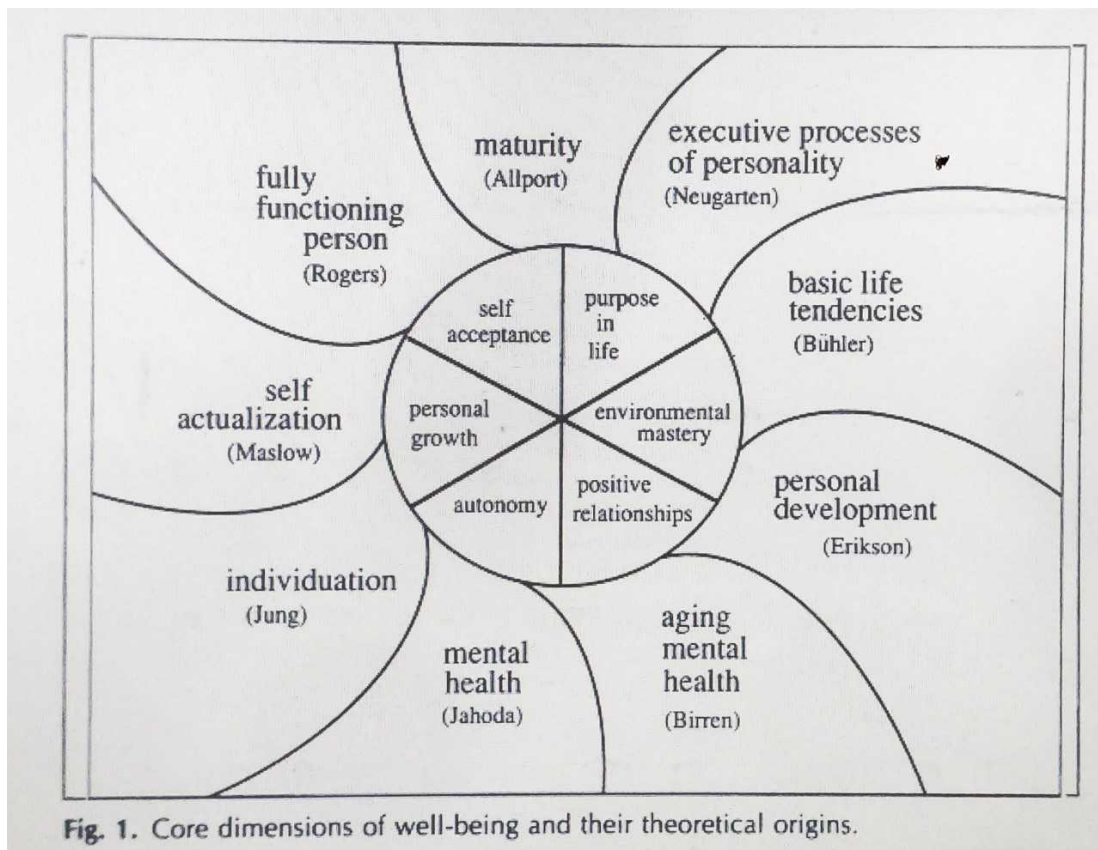 maturity
(Allport)
executive processes
of personality
(Neugarten)
fully
functioning
person
(Rogers)
basic life
tendencies
(Bühler)
self
acceptance
purpose
in
life
self
actualization
(Maslow)
personal
growth
environmental
mastery
autonomy
positive
relationships
personal
development
(Erikson)
individuation
(Jung)
mental
health
(Jahoda)
aging
mental
health
(Birren)
Fig. 1. Core dimensions of well-being and their theoretical origins.